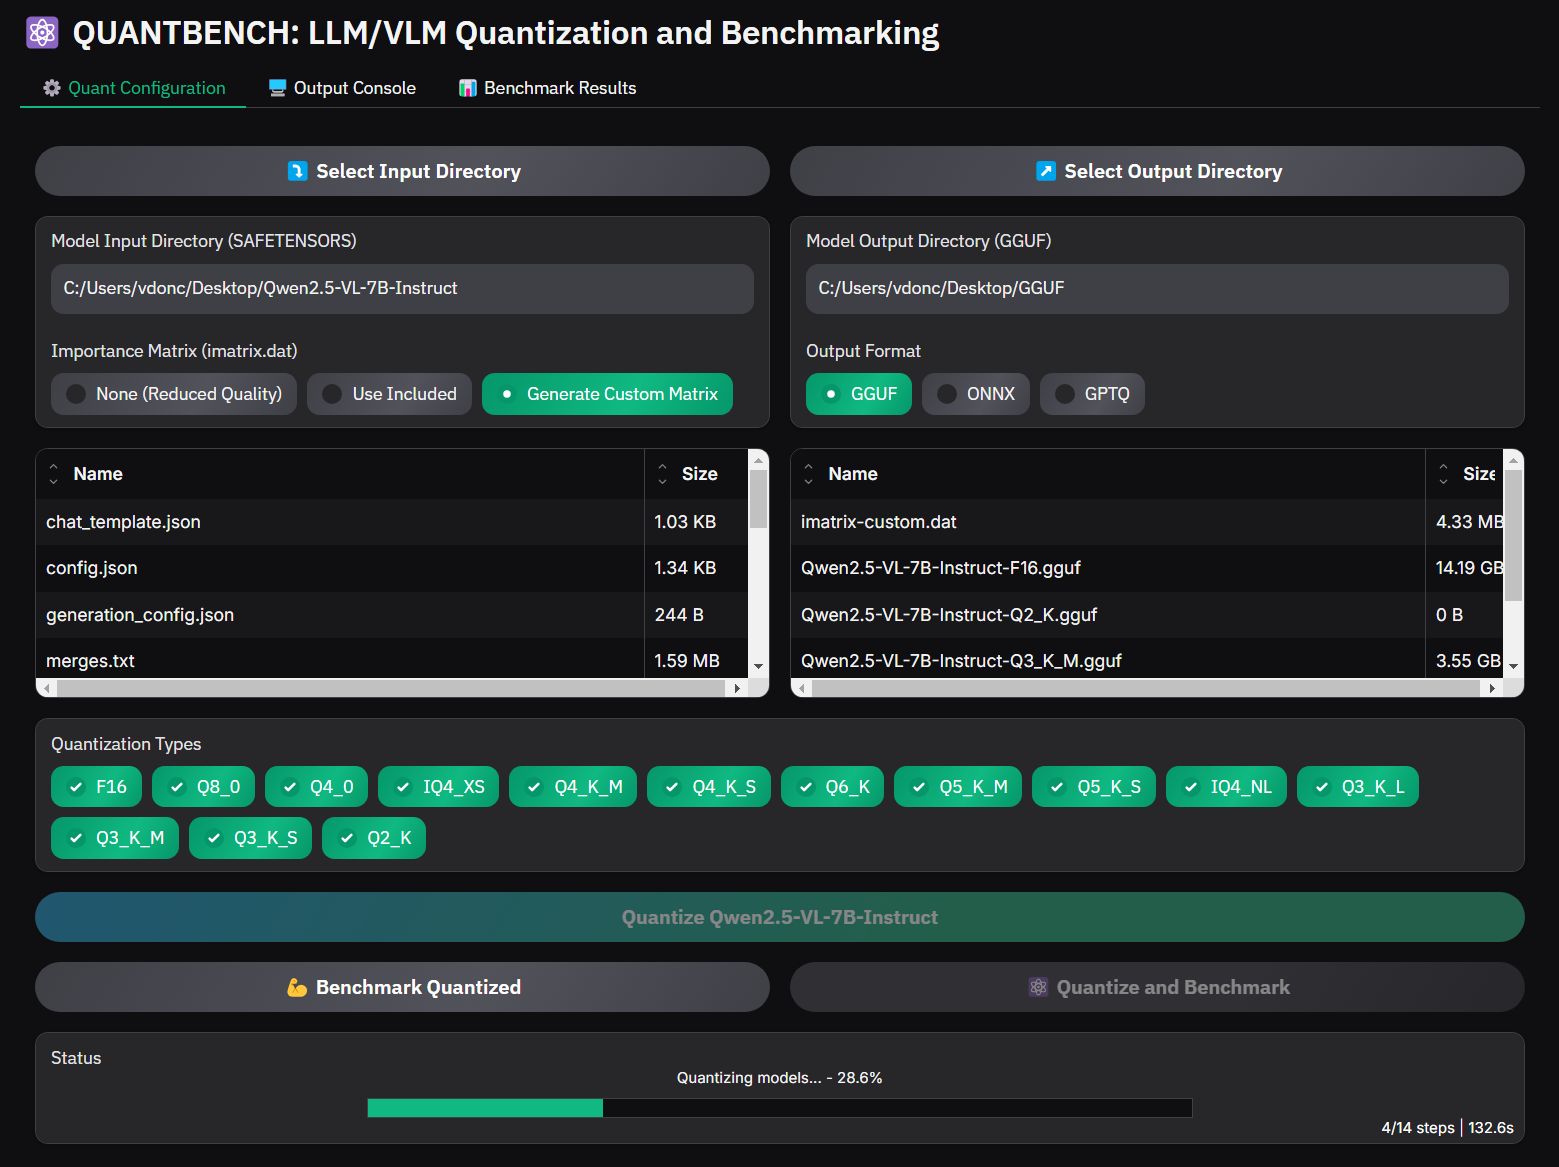 QUANTBENCH: LLM/VLM Quantization and Benchmarking
Quant Configuration
Output Console
Benchmark Results
Select Input Directory
Select Output Directory
Model Input Directory (SAFETENSORS)
C:/Users/vdonc/Desktop/Qwen2.5-VL-7B-Instruct
Importance Matrix (imatrix.dat)
None (Reduced Quality)
Use Included
Generate Custom Matrix
Model Output Directory (GGUF)
C:/Users/vdonc/Desktop/GGUF
Output Format
GGUF
ONNX
GPTQ
Name Size
chat_template.json 1.03 KB
config.json 1.34 KB
generation_config.json 244 B
merges.txt 1.59 MB
Name Size
imatrix-custom.dat 4.33 MB
Qwen2.5-VL-7B-Instruct-F16.gguf 14.19 GB
Qwen2.5-VL-7B-Instruct-Q2_K.gguf 0 B
Qwen2.5-VL-7B-Instruct-Q3_K_M.gguf 3.55 GB
Quantization Types
F16 Q8_0 Q4_0 IQ4_XS Q4_K_M Q4_K_S Q6_K Q5_K_M Q5_K_S IQ4_NL Q3_K_L
Q3_K_M Q3_K_S Q2_K
Quantize Qwen2.5-VL-7B-Instruct
Benchmark Quantized
Quantize and Benchmark
Status
Quantizing models... - 28.6%
4/14 steps | 132.6s